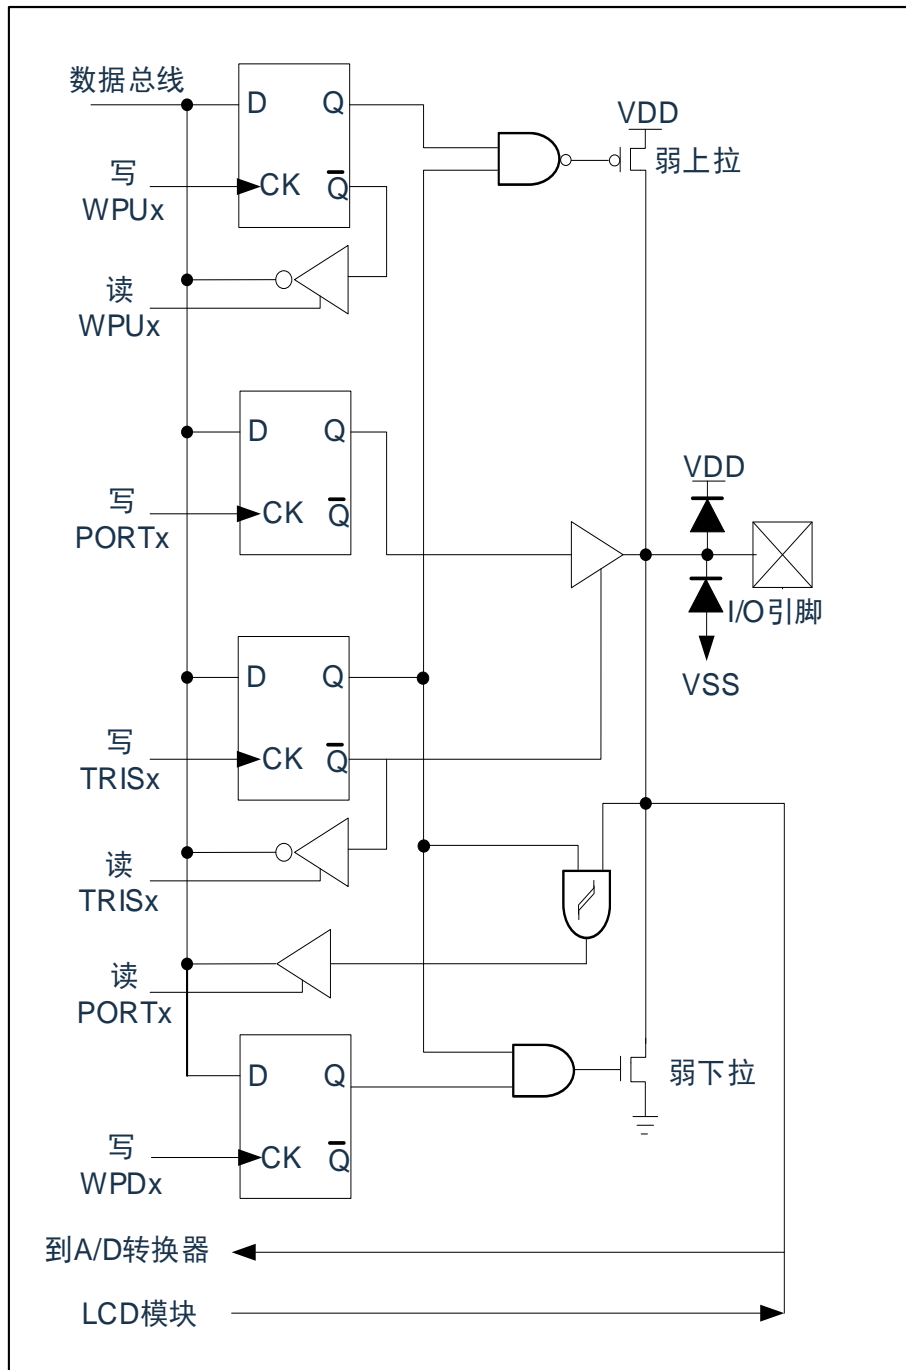 数据总线
D
Q
写
WPUx
CK
Q
VDD
弱上拉
读
WPUx
D
Q
写
PORTx
CK
Q
VDD
I/O引脚
VSS
D
Q
写
TRISx
CK
Q
读
TRISx
读
PORTx
D
Q
弱下拉
写
WPDx
CK
Q
到A/D转换器
LCD模块